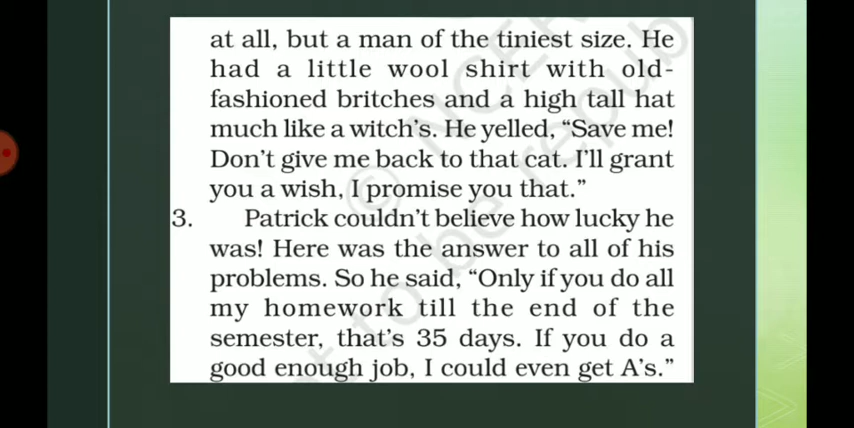 at all, but a man of the tiniest size. He
had a little wool shirt with old-
fashioned britches and a high tall hat
much like a witch's. He yelled, “Save me!
Don't give me back to that cat. I'll grant
you a wish, I promise you that.”
3. Patrick couldn't believe how lucky he
was! Here was the answer to all of his
problems. So he said, “Only if you do all
my homework till the end of the
semester, that's 35 days. If you do a
good enough job, I could even get A's.”